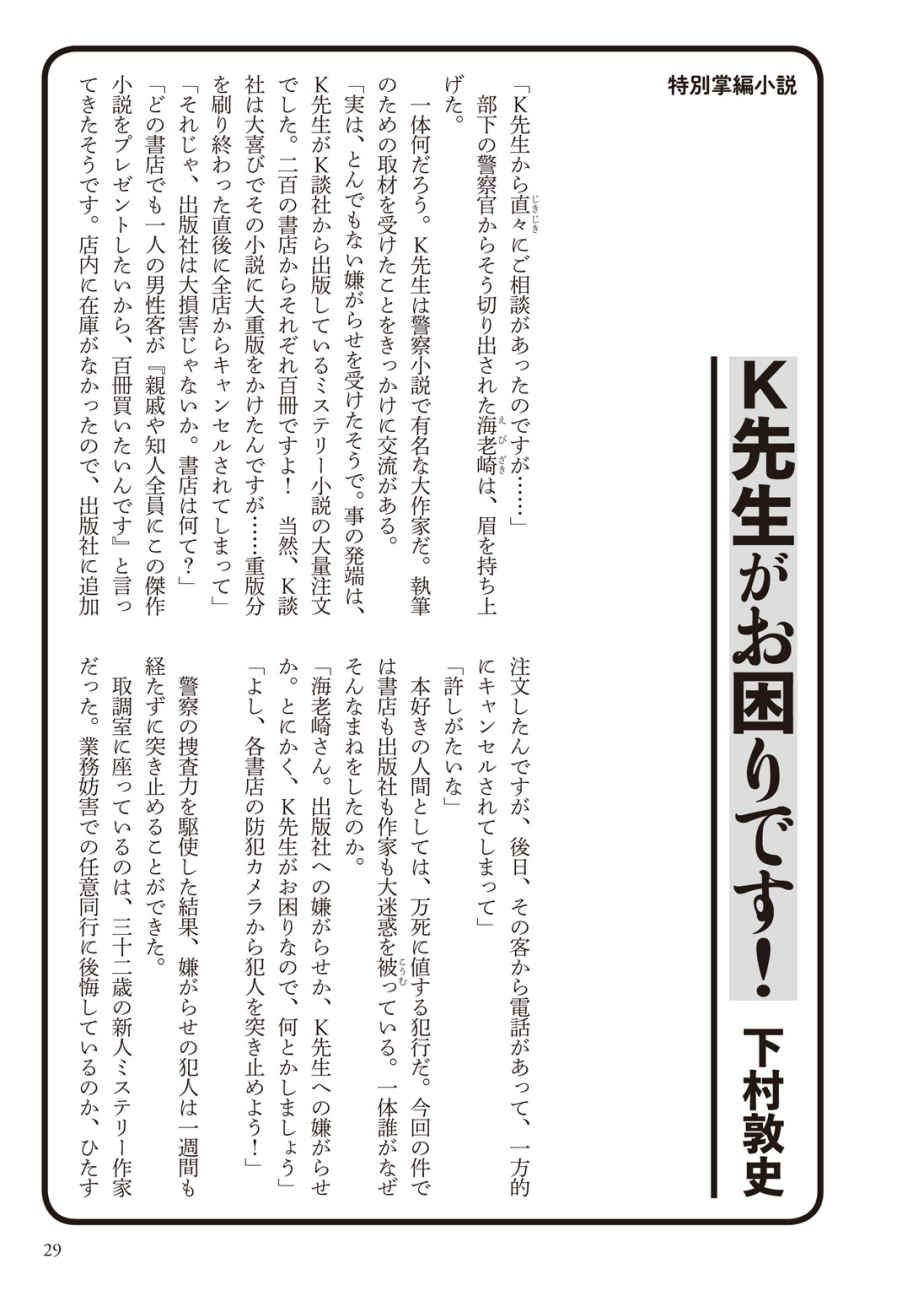 特別掌編小説
K先生がお困りです！
下村敦史
「K先生から直々にご相談があったのですが……」
じきじき
部下の警察官からそう切り出された海老崎は、眉を持ち上
えびざき
げた。
一体何だろう。K先生は警察小説で有名な大作家だ。執筆
のための取材を受けたことをきっかけに交流がある。
「実は、とんでもない嫌がらせを受けたそうで。事の発端は、
K先生がK談社から出版しているミステリー小説の大量注文
でした。二百の書店からそれぞれ百冊ですよ！　当然、K談
社は大喜びでその小説に大重版をかけたんですが……重版分
を刷り終わった直後に全店からキャンセルされてしまって」
「それじゃ、出版社は大損害じゃないか。書店は何て？」
「どの書店でも一人の男性客が『親戚や知人全員にこの傑作
小説をプレゼントしたいから、百冊買いたいんです』と言っ
てきたそうです。店内に在庫がなかったので、出版社に追加
注文したんですが、後日、その客から電話があって、一方的
にキャンセルされてしまって」
「許しがたいな」
本好きの人間としては、万死に値する犯行だ。今回の件で
は書店も出版社も作家も大迷惑を被っている。一体誰がなぜ
こうむ
そんなまねをしたのか。
「海老崎さん。出版社への嫌がらせか、K先生への嫌がらせ
か。とにかく、K先生がお困りなので、何とかしましょう」
「よし、各書店の防犯カメラから犯人を突き止めよう！」
警察の捜査力を駆使した結果、嫌がらせの犯人は一週間も
経たずに突き止めることができた。
取調室に座っているのは、三十二歳の新人ミステリー作家
だった。業務妨害での任意同行に後悔しているのか、ひたす
29